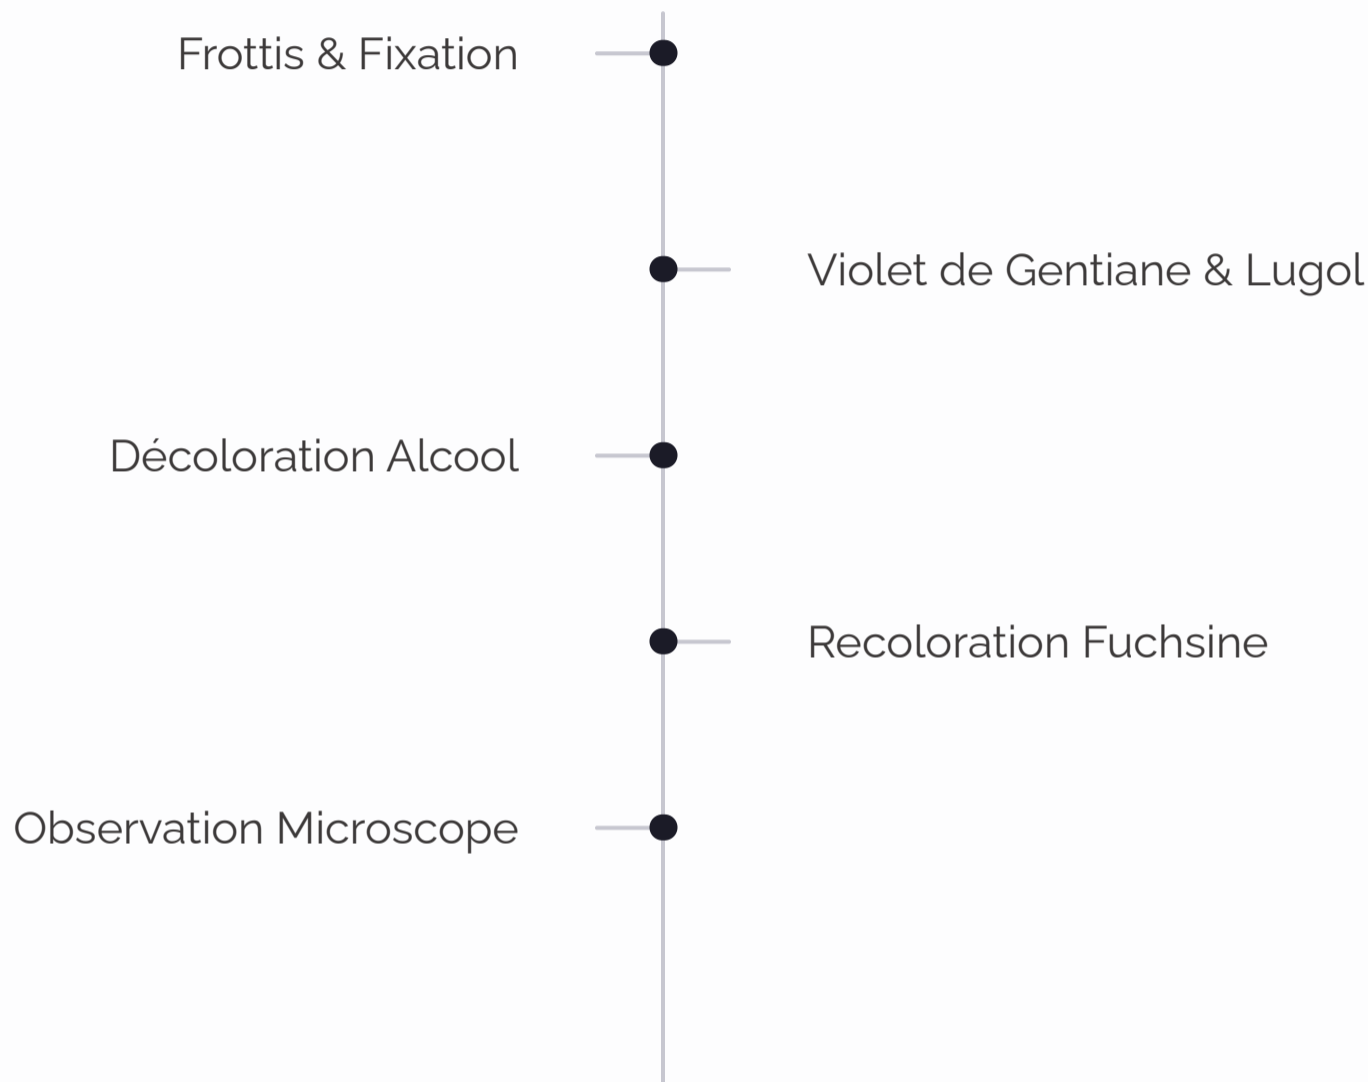 Frottis & Fixation
Violet de Gentiane & Lugol
Décoloration Alcool
Recoloration Fuchsine
Observation Microscope